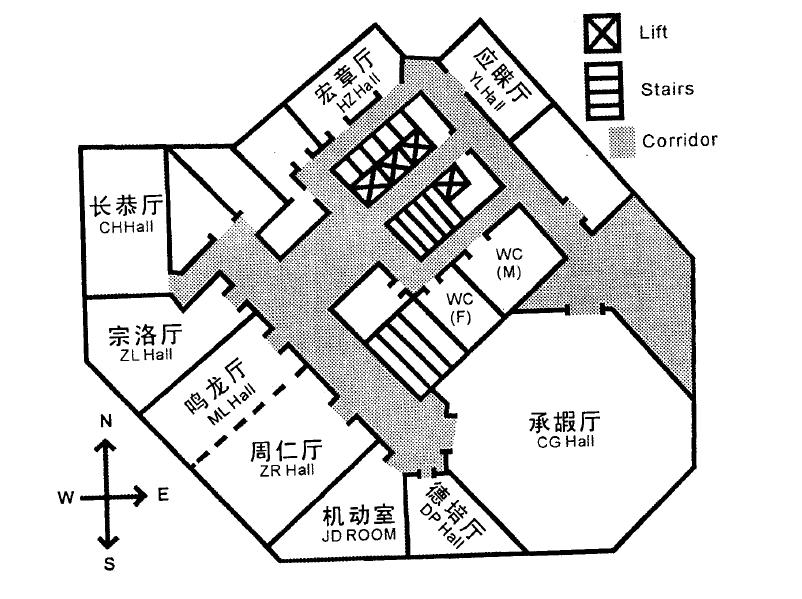 Lift
Stairs
Corridor
宏章厅
HZ Hall
应睐厅
YL Hall
长恭厅
CHHall
WC
(M)
WC
(F)
宗洛厅
ZL Hall
鸣龙厅
ML Hall
周仁厅
ZR Hall
承嘏厅
CG Hall
机动室
JD ROOM
德培厅
DP Hall
N
W
E
S